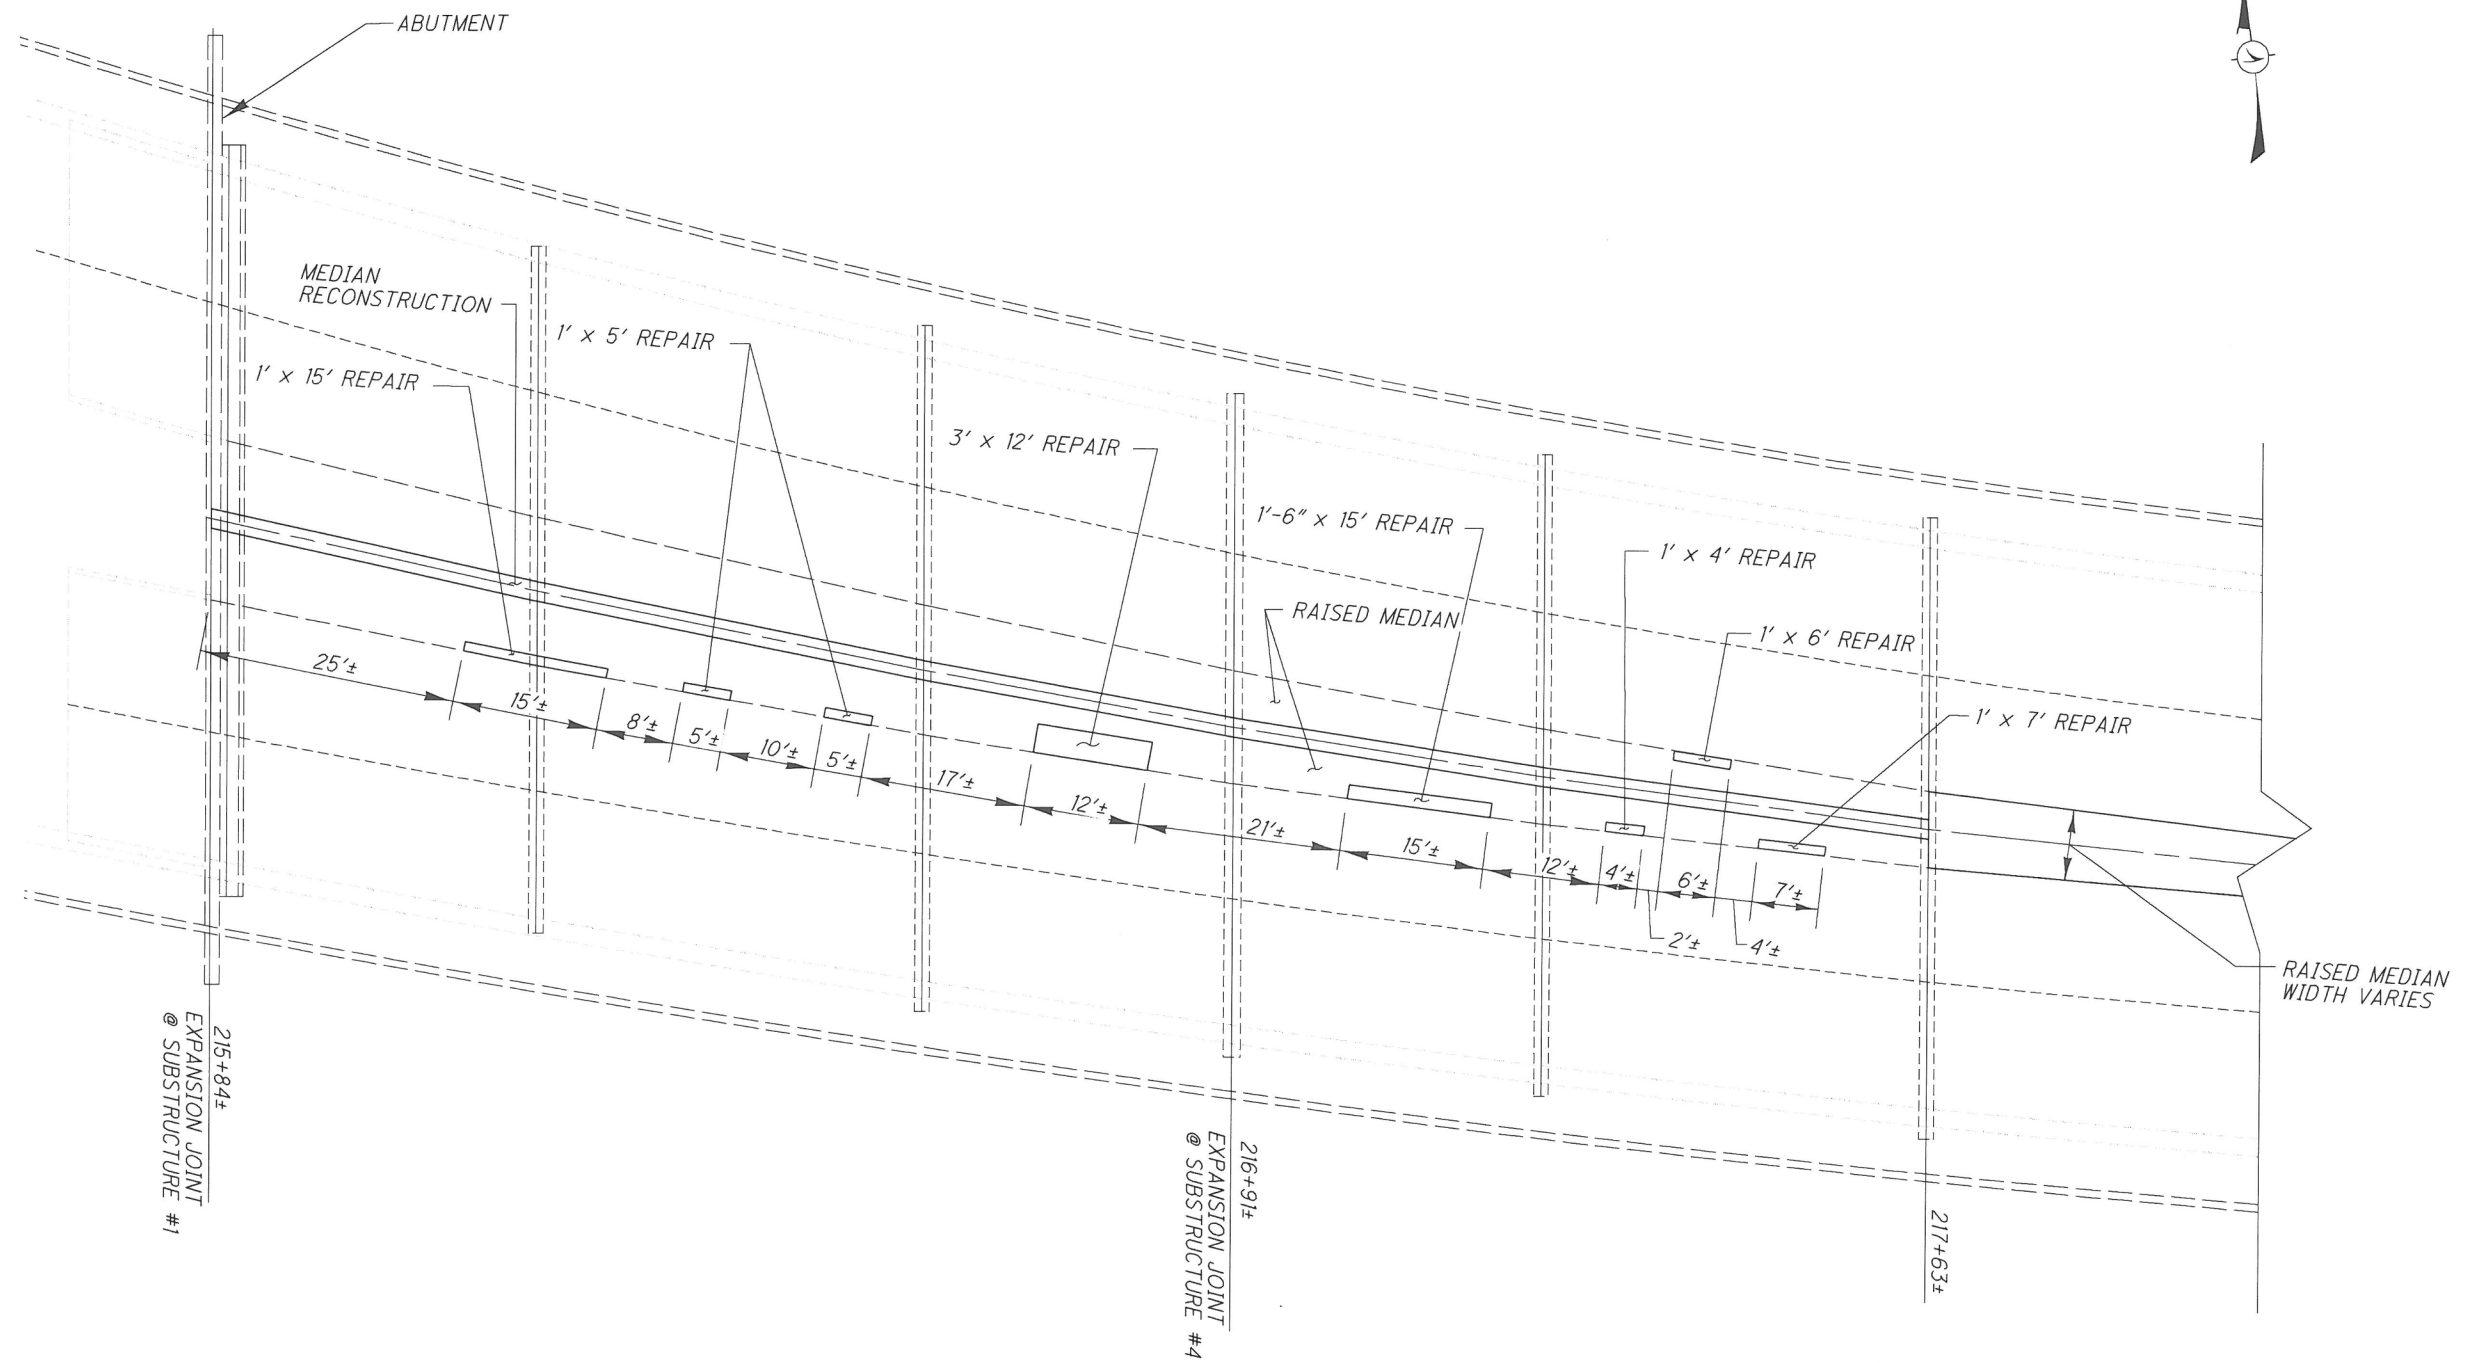 ABUTMENT
MEDIAN
RECONSTRUCTION
1' x 5' REPAIR
1' x 15' REPAIR
3' x 12' REPAIR
1'-6" x 15' REPAIR
1' x 4' REPAIR
RAISED MEDIAN
1' x 6' REPAIR
1' x 7' REPAIR
25'±
15'±
8'±
5'±
10'±
5'±
17'±
12'±
21'±
15'±
12'±
4'±
6'±
7'±
2'±
4'±
RAISED MEDIAN
WIDTH VARIES
215+84±
EXPANSION JOINT
@ SUBSTRUCTURE #1
216+91±
EXPANSION JOINT
@ SUBSTRUCTURE #4
217+63±